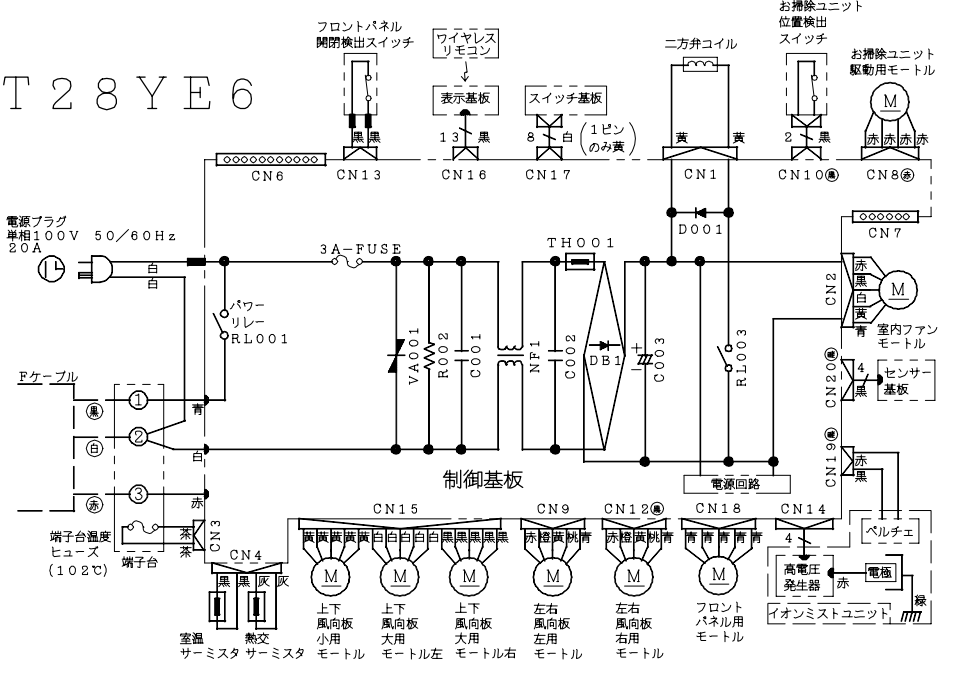 フロントパネル
開閉検出スイッチ
ワイヤレス
リモコン
二方弁コイル
お掃除ユニット
位置検出
スイッチ
お掃除ユニット
駆動用モートル
T28YE6
表示基板
スイッチ基板
M
黒 黒
13 黒
8 白
(1ピン
のみ黄)
黄 黄
2 黒
赤 赤 赤 赤
CN6
CN13
CN16
CN17
CN1
CN10黒
CN8赤
電源プラグ
単相100V 50/60Hz
20A
D001
CN7
3A-FUSE
TH001
白
白
CN2
赤
黒
白
黄
青
M
室内ファン
モートル
パワー
リレー
RL001
VA001
R002
C001
NF1
C002
DB1
+
-
C003
RL003
CN20
4
黒
センサー
基板
Fケーブル
1
青
黒
2
白
白
CN19
赤
黒
3
赤
赤
制御基板
電源回路
端子台温度
ヒューズ
(102℃)
端子台
茶
茶
CN3
CN4
CN15
CN9
CN12黒
CN18
CN14
ペルチェ
黒 黒 灰 灰
黄黄黄黄黄
白白白白白
黒黒黒黒黒
赤橙黄桃青
赤橙黄桃青
青青青青青
4
M
M
M
M
M
M
高電圧
発生器
赤
電極
緑
イオンミストユニット
室温
サーミスタ
熱交
サーミスタ
上下
風向板
小用
モートル
上下
風向板
大用
モートル左
上下
風向板
大用
モートル右
左右
風向板
左用
モートル
左右
風向板
右用
モートル
フロント
パネル用
モートル